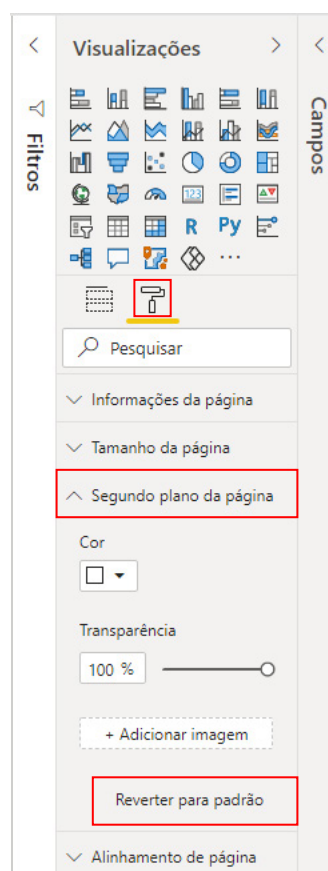 Visualizações
Filtros
Campos
123
R
Py
Pesquisar
Informações da página
Tamanho da página
Segundo plano da página
Cor
Transparência
100 %
+ Adicionar imagem
Reverter para padrão
Alinhamento de página